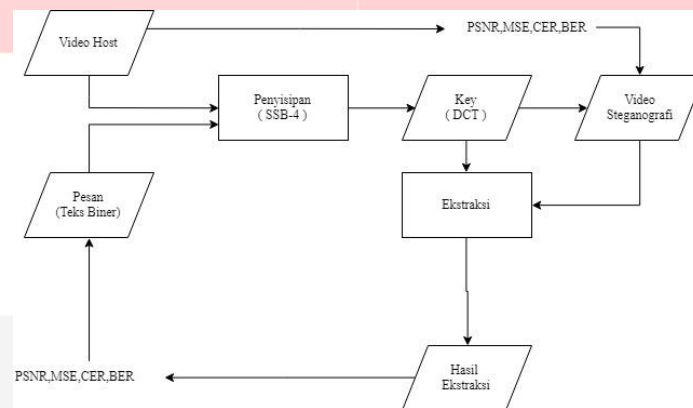 Video Host
PSNR,MSE,CER,BER
Penyisipan
( SSB-4 )
Key
( DCT )
Video
Steganografi
Pesan
(Teks Biner)
Ekstraksi
Hasil
Ekstraksi
PSNR,MSE,CER,BER